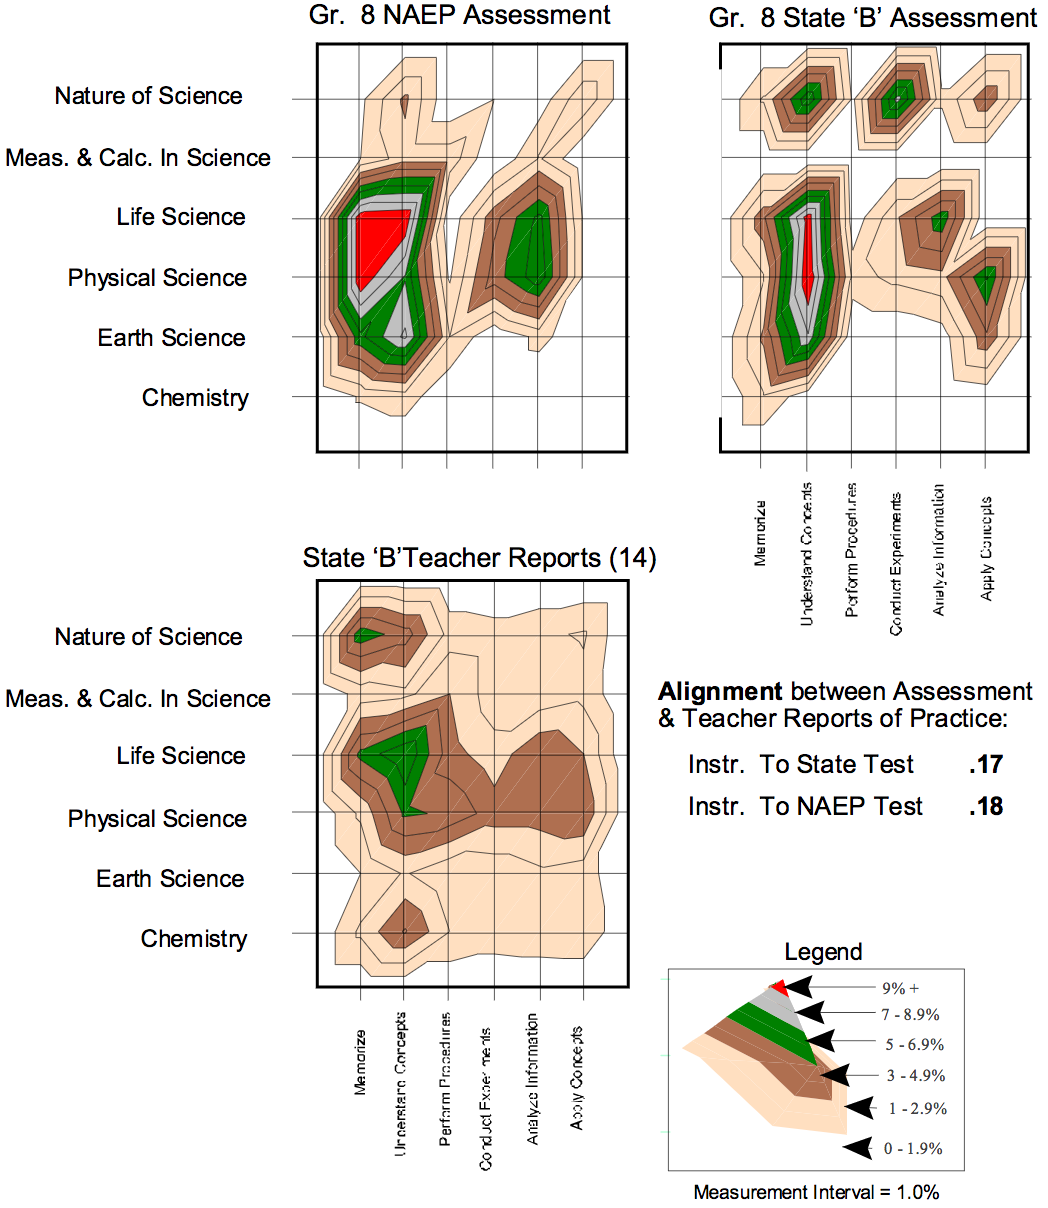 Gr. 8 NAEP Assessment
Gr. 8 State ‘B’ Assessment
Nature of Science
Meas. & Calc. In Science
Life Science
Physical Science
Earth Science
Chemistry
Memorize
Understand Concepts
Perform Procedures
Conduct Experiments
Analyze Information
Apply Concepts
State ‘B’Teacher Reports (14)
Nature of Science
Meas. & Calc. In Science
Life Science
Physical Science
Earth Science
Chemistry
Memorize
Understand Concepts
Perform Procedures
Conduct Experiments
Analyze Information
Apply Concepts
Alignment between Assessment
& Teacher Reports of Practice:
Instr. To State Test .17
Instr. To NAEP Test .18
Legend
9% +
7 - 8.9%
5 - 6.9%
3 - 4.9%
1 - 2.9%
0 - 1.9%
Measurement Interval = 1.0%